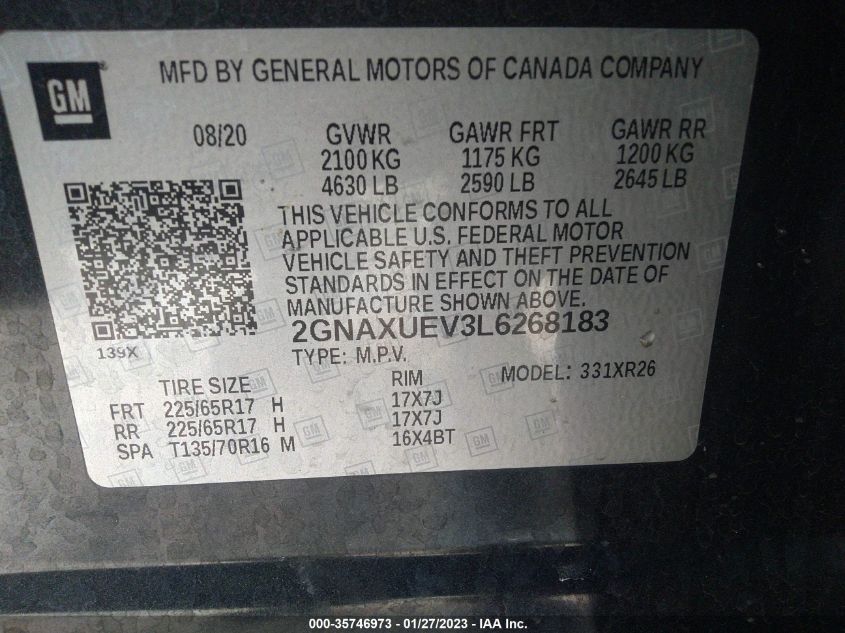 GM
MFD BY GENERAL MOTORS OF CANADA COMPANY
08/20 GVWR GAWR FRT GAWR RR
2100 KG 1175 KG 1200 KG
4630 LB 2590 LB 2645 LB
THIS VEHICLE CONFORMS TO ALL
APPLICABLE U.S. FEDERAL MOTOR
VEHICLE SAFETY AND THEFT PREVENTION
STANDARDS IN EFFECT ON THE DATE OF
MANUFACTURE SHOWN ABOVE.
2GNAXUEV3L6268183
139X
TYPE: M.P.V. MODEL: 331XR26
TIRE SIZE RIM
FRT 225/65R17 H 17X7J
RR 225/65R17 H 17X7J
SPA T135/70R16 M 16X4BT
000-35746973 - 01/27/2023 - IAA Inc.